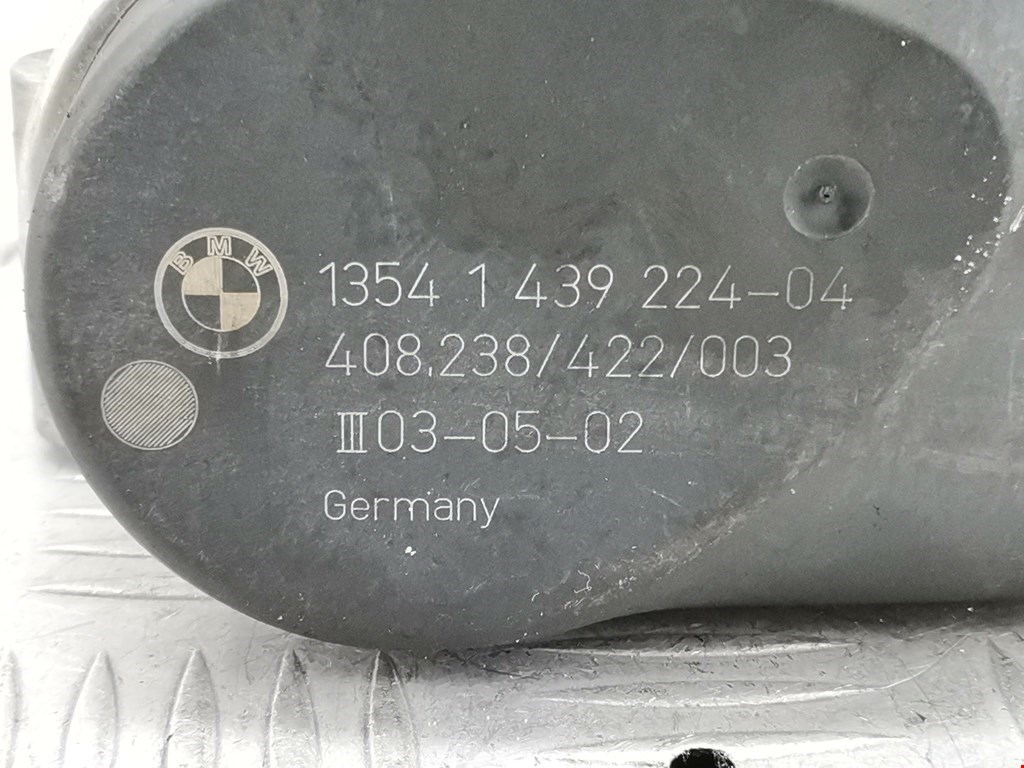 BMW
1354 1 439 224-04
408.238/422/003
III03-05-02
Germany